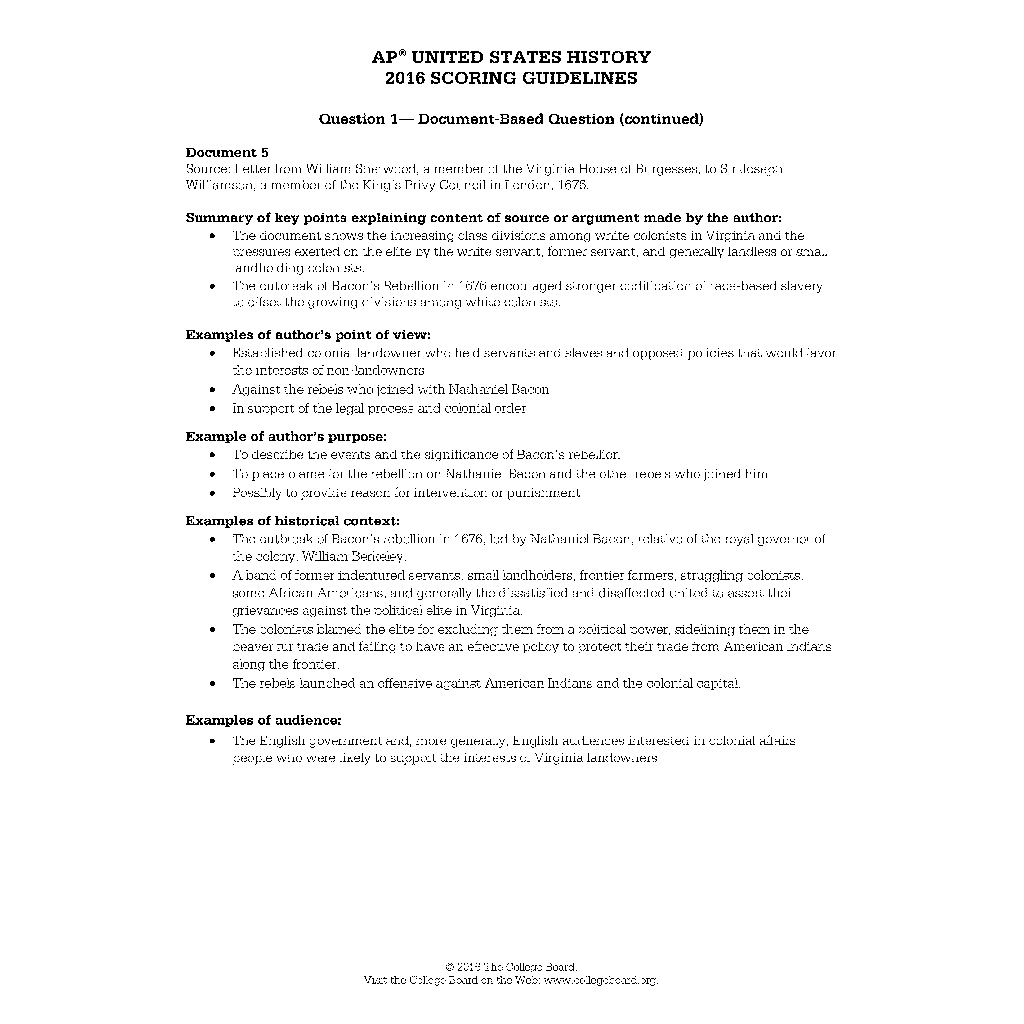 AP® UNITED STATES HISTORY
2016 SCORING GUIDELINES
Question 1— Document-Based Question (continued)
Document 5
Source: Letter from William Sherwood, a member of the Virginia House of Burgesses, to Sir Joseph
Williamson, a member of the King's Privy Council in London, 1676.
Summary of key points explaining content of source or argument made by the author:
• The document shows the increasing class divisions among white colonists in Virginia and the
pressures exerted on the elite by the white servant, former servant, and generally landless or small
landholding colonists.
• The outbreak of Bacon's Rebellion in 1676 encouraged stronger codification of race-based slavery
to offset the growing divisions among white colonists.
Examples of author's point of view:
• Established colonial landowner who held servants and slaves and opposed policies that would favor
the interests of non-landowners
• Against the rebels who joined with Nathaniel Bacon
• In support of the legal process and colonial order
Example of author's purpose:
• To describe the events and the significance of Bacon's rebellion
• To place blame for the rebellion on Nathaniel Bacon and the other rebels who joined him
• Possibly to provide reason for intervention or punishment
Examples of historical context:
• The outbreak of Bacon's rebellion in 1676, led by Nathaniel Bacon, relative of the royal governor of
the colony, William Berkeley.
• A band of former indentured servants, small landholders, frontier farmers, struggling colonists,
some African Americans, and generally the dissatisfied and disaffected united to assert their
grievances against the political elite in Virginia.
• The colonists blamed the elite for excluding them from a political power, sidelining them in the
beaver fur trade and failing to have an effective policy to protect their trade from American Indians
along the frontier.
• The rebels launched an offensive against American Indians and the colonial capital.
Examples of audience:
• The English government and, more generally, English audiences interested in colonial affairs
people who were likely to support the interests of Virginia landowners
© 2016 The College Board.
Visit the College Board on the Web: www.collegeboard.org.